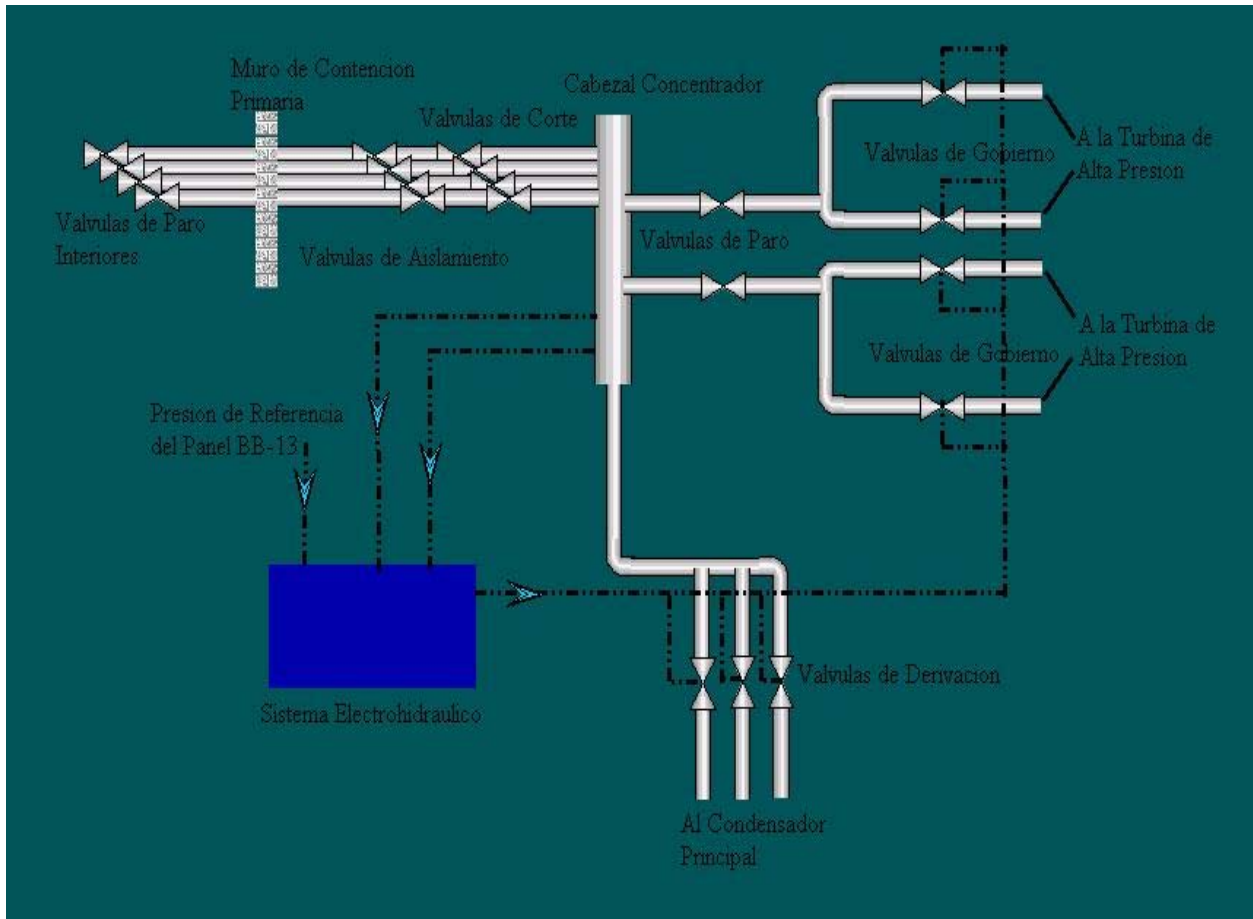 Muro de Contencion
Primaria
Cabezal Concentrador
Valvulas de Corte
A la Turbina de
Alta Presion
Valvulas de Gobierno
Valvulas de Paro
Interiores
Valvulas de Aislamiento
Valvulas de Paro
A la Turbina de
Alta Presion
Valvulas de Gobierno
Presion de Referencia
del Panel BB-13
Sistema Electrohidraulico
Valvulas de Derivacion
Al Condensador
Principal